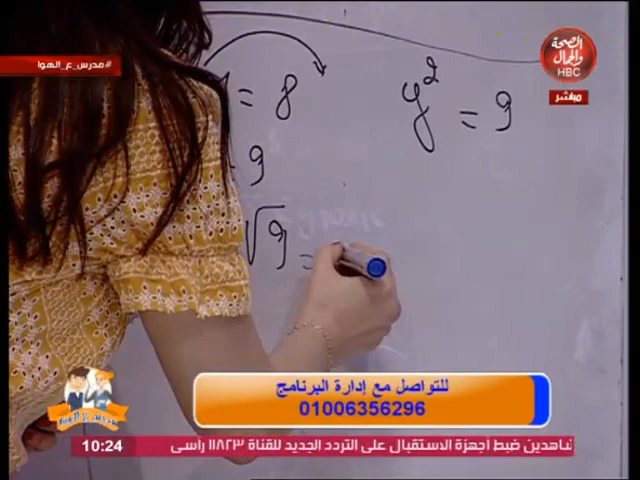 #مدرس_ع_الهوا
الصحة
والجمال
HBC
مباشر
= 8
y² = 9
9
√9 =
للتواصل مع إدارة البرنامج
01006356296
10:24
شاهدين ضبط أجهزة الاستقبال على التردد الجديد للقناة ١١٨٢٣ رأسى